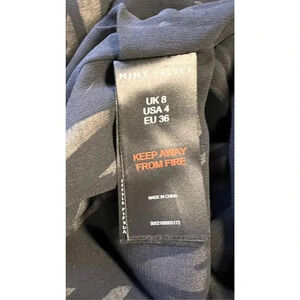 MINT VELVET
UK 8
USA 4
EU 36
KEEP AWAY
FROM FIRE
MADE IN CHINA